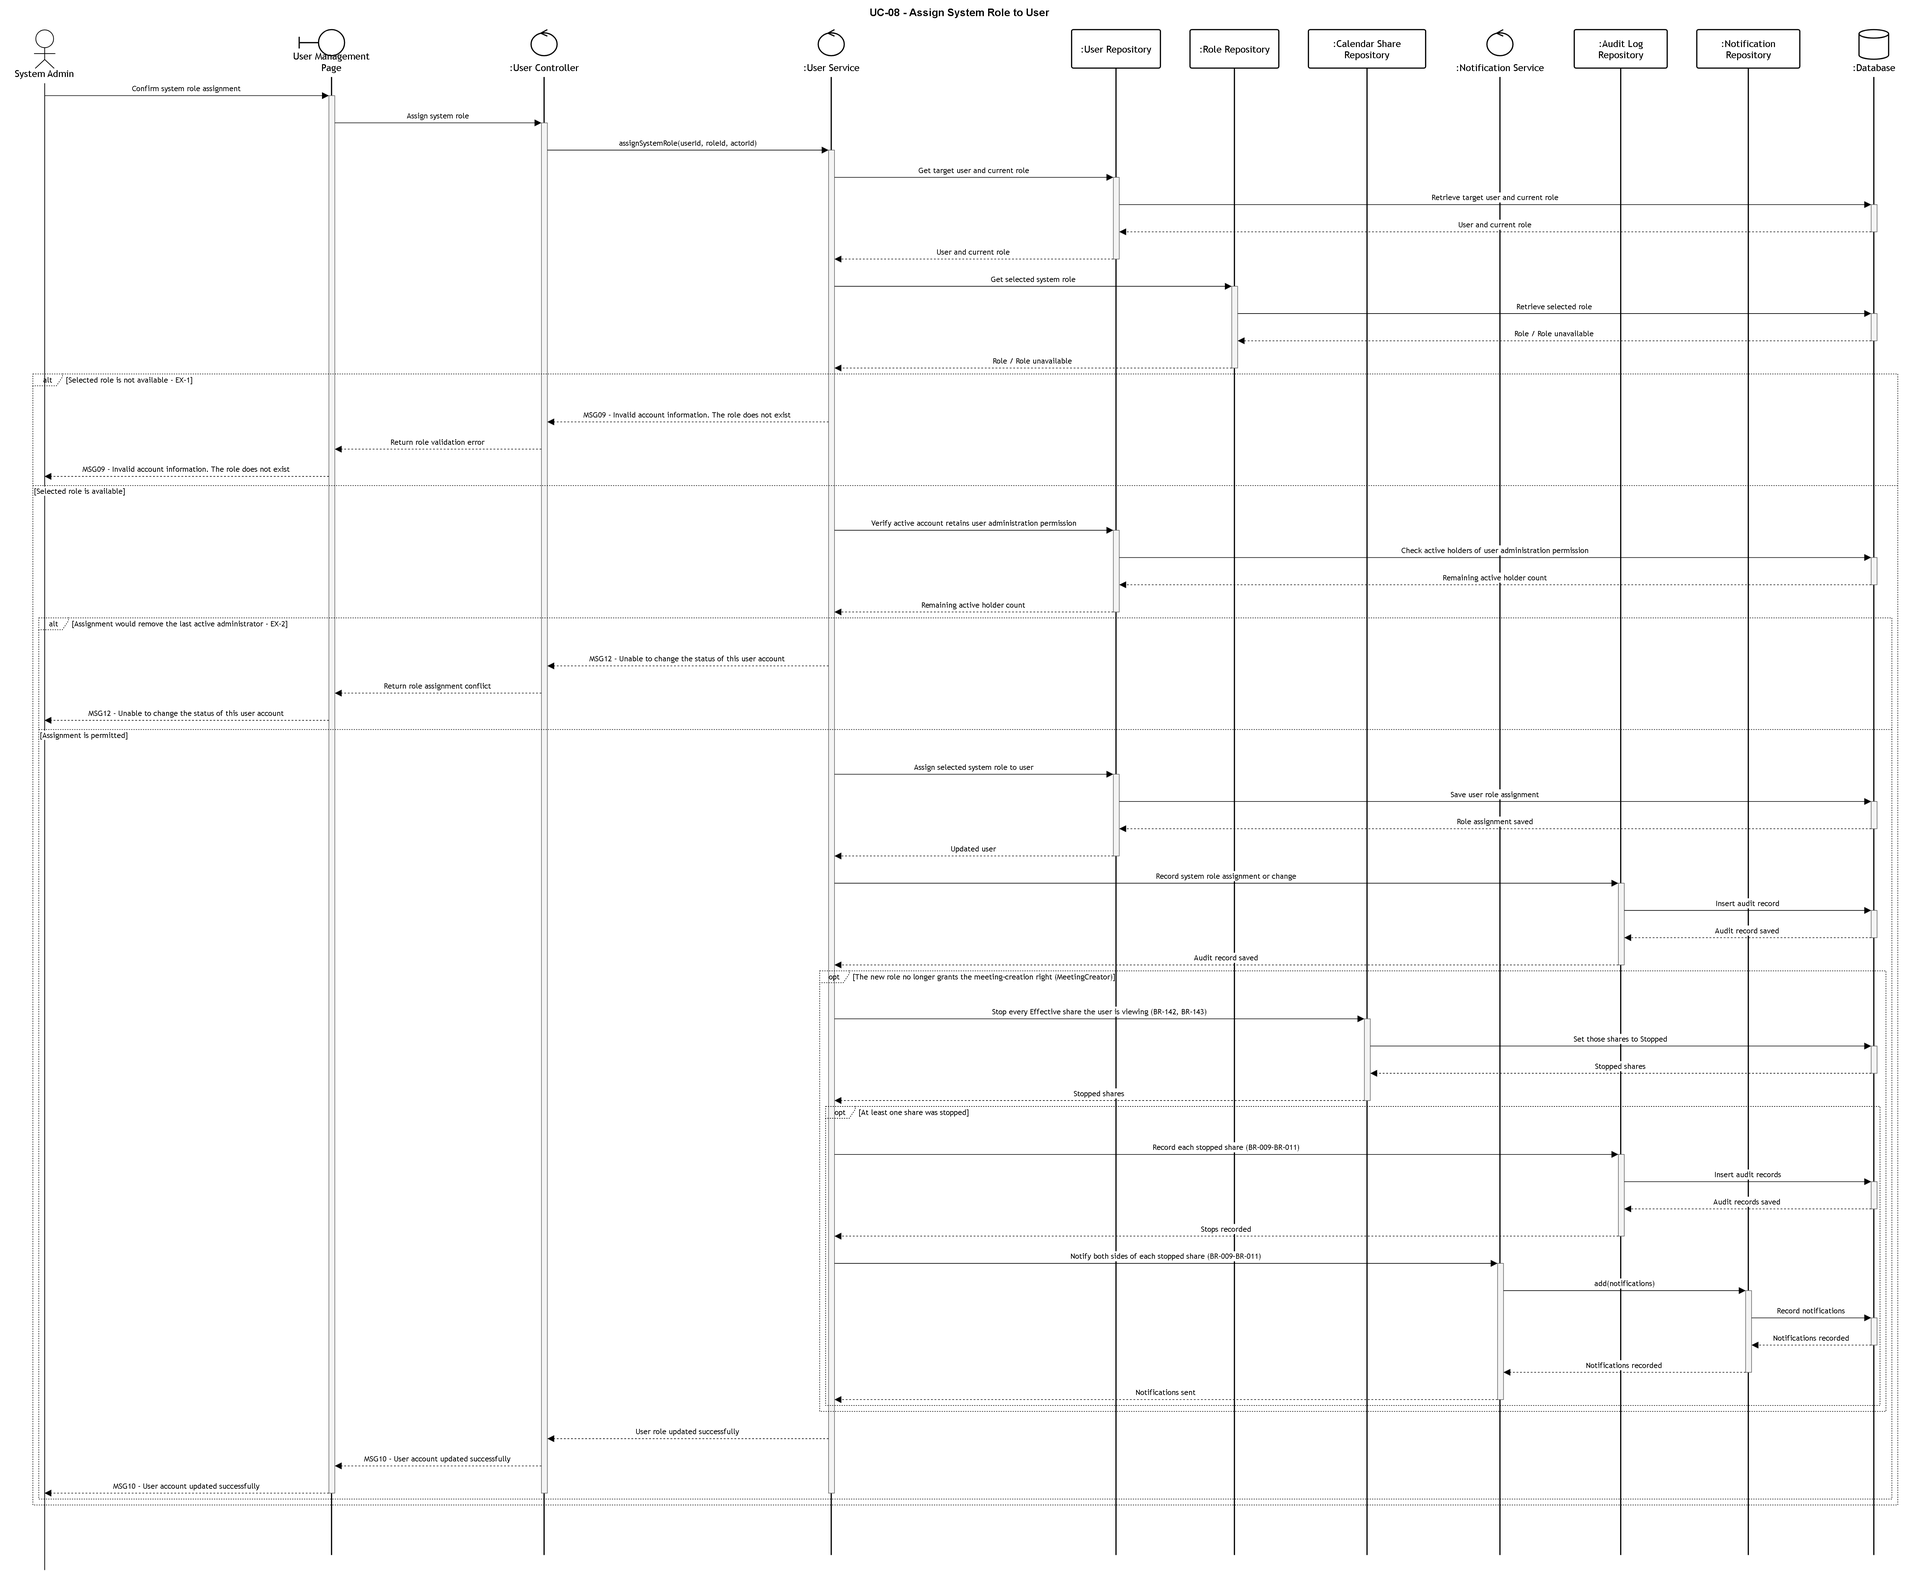 UC-08 - Assign System Role to User
System Admin
User Management
Page
:User Controller
:User Service
:User Repository
:Role Repository
:Calendar Share
Repository
:Notification Service
:Audit Log
Repository
:Notification
Repository
:Database
Confirm system role assignment
Assign system role
assignSystemRole(userId, roleId, actorId)
Get target user and current role
Retrieve target user and current role
User and current role
User and current role
Get selected system role
Retrieve selected role
Role / Role unavailable
Role / Role unavailable
alt [Selected role is not available - EX-1]
MSG09 - Invalid account information. The role does not exist
Return role validation error
MSG09 - Invalid account information. The role does not exist
[Selected role is available]
Verify active account retains user administration permission
Check active holders of user administration permission
Remaining active holder count
Remaining active holder count
alt [Assignment would remove the last active administrator - EX-2]
MSG12 - Unable to change the status of this user account
Return role assignment conflict
MSG12 - Unable to change the status of this user account
[Assignment is permitted]
Assign selected system role to user
Save user role assignment
Role assignment saved
Updated user
Record system role assignment or change
Insert audit record
Audit record saved
Audit record saved
opt [The new role no longer grants the meeting-creation right (MeetingCreator)]
Stop every Effective share the user is viewing (BR-142, BR-143)
Set those shares to Stopped
Stopped shares
Stopped shares
opt [At least one share was stopped]
Record each stopped share (BR-009-BR-011)
Insert audit records
Audit records saved
Stops recorded
Notify both sides of each stopped share (BR-009-BR-011)
add(notifications)
Record notifications
Notifications recorded
Notifications recorded
Notifications sent
User role updated successfully
MSG10 - User account updated successfully
MSG10 - User account updated successfully